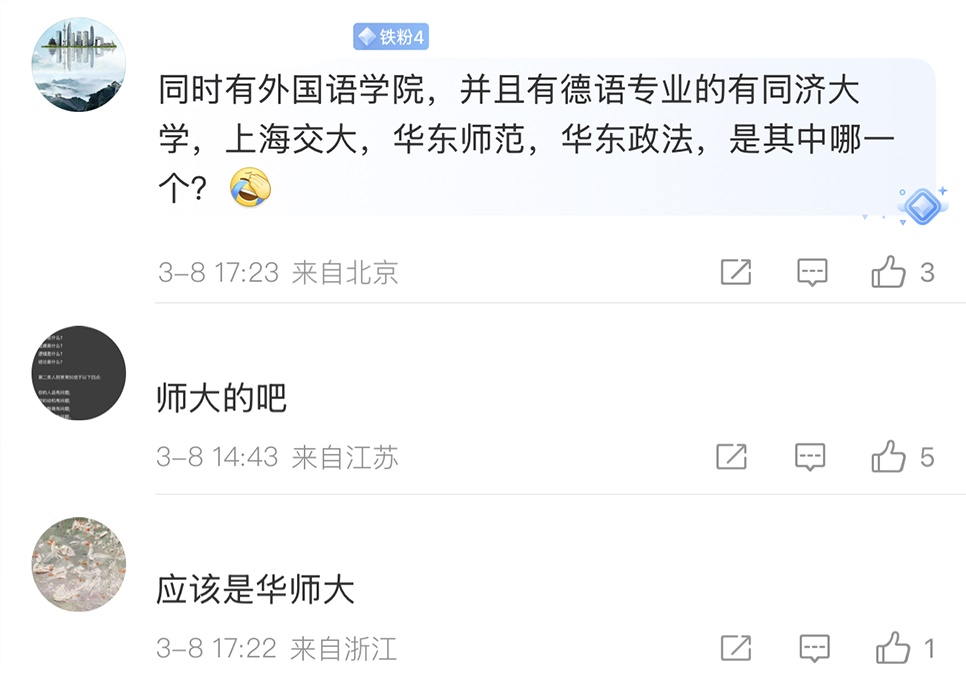 铁粉4
同时有外国语学院，并且有德语专业的有同济大
学，上海交大，华东师范，华东政法，是其中哪一
个？
3-8 17:23 来自北京
3
师大的吧
3-8 14:43 来自江苏
5
应该是华师大
3-8 17:22 来自浙江
1